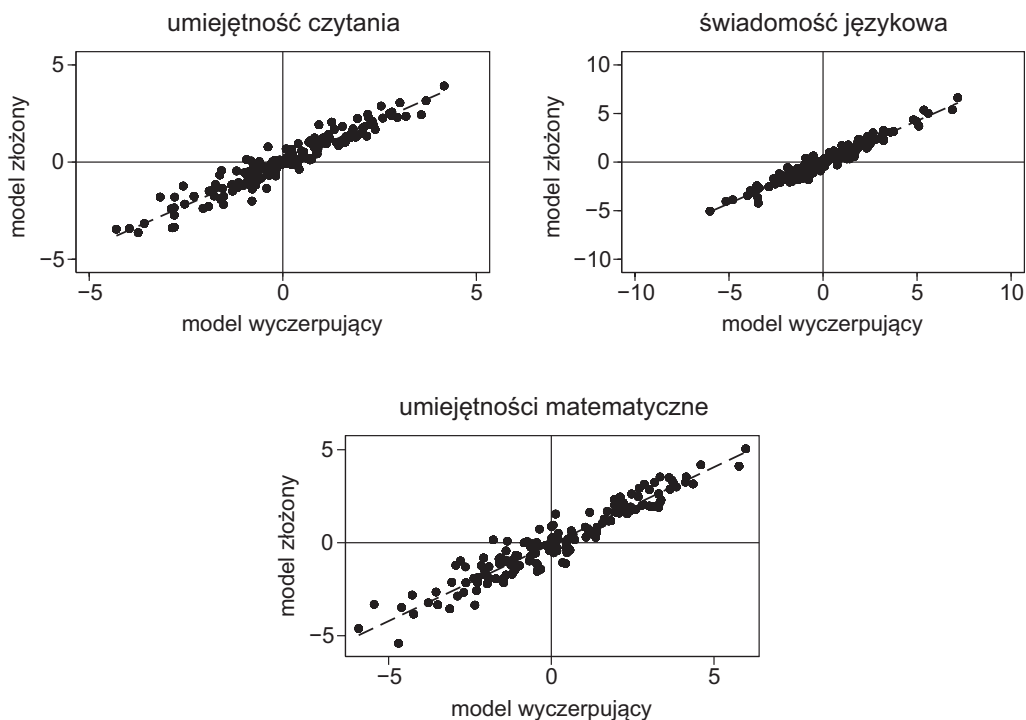 umiejętność czytania
5
0
−5
model złożony
−5 0 5
model wyczerpujący
świadomość językowa
10
5
0
−5
−10
model złożony
−10 −5 0 5 10
model wyczerpujący
umiejętności matematyczne
5
0
−5
model złożony
−5 0 5
model wyczerpujący